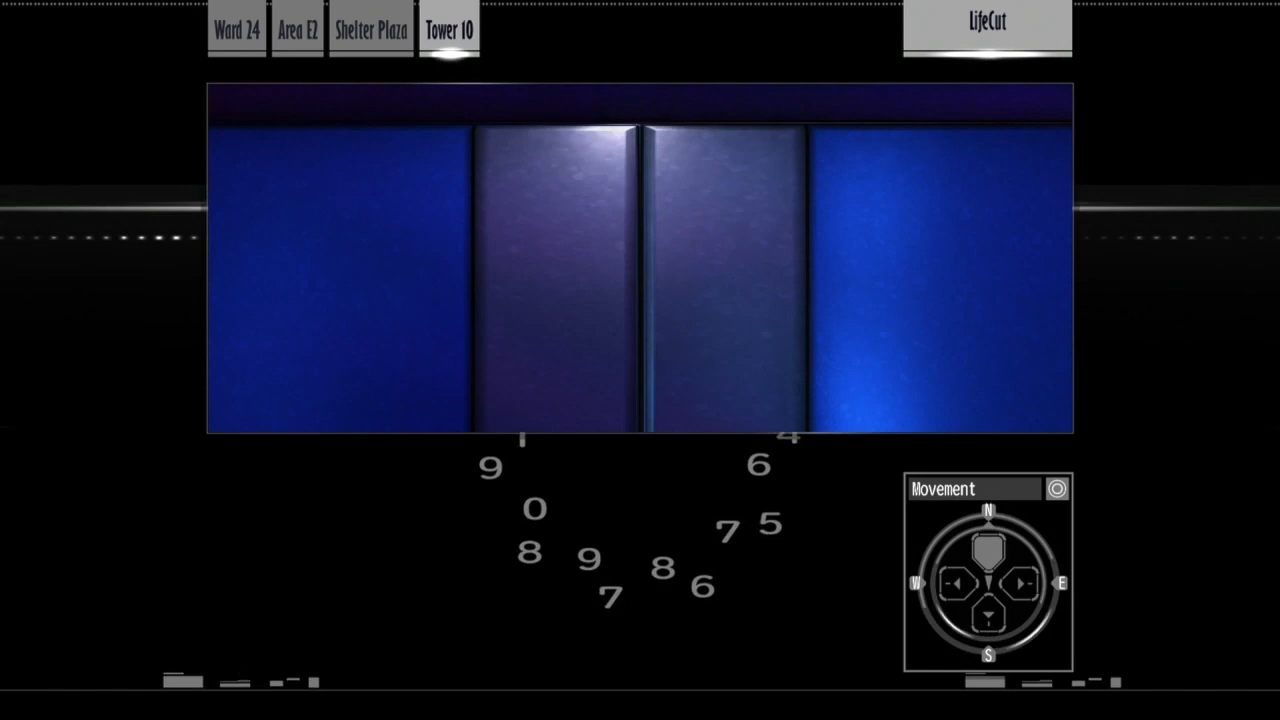 Ward 24
Area E2
Shelter Plaza
Tower 10
LifeCut
4
9
6
0
7
5
8
9
8
6
7
Movement
N
W
E
S